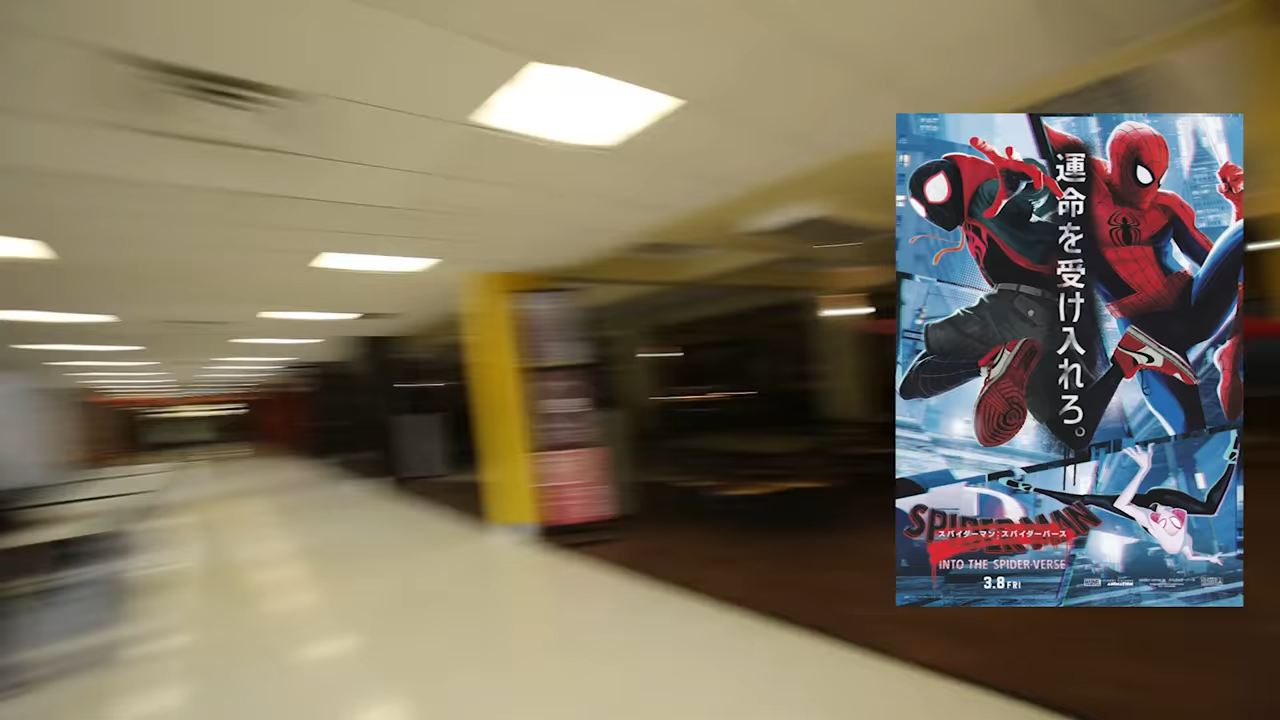 運命を受け入れろ。
SPIDER-MAN
スパイダーマン：スパイダーバース
INTO THE SPIDER-VERSE
3.8 FRI